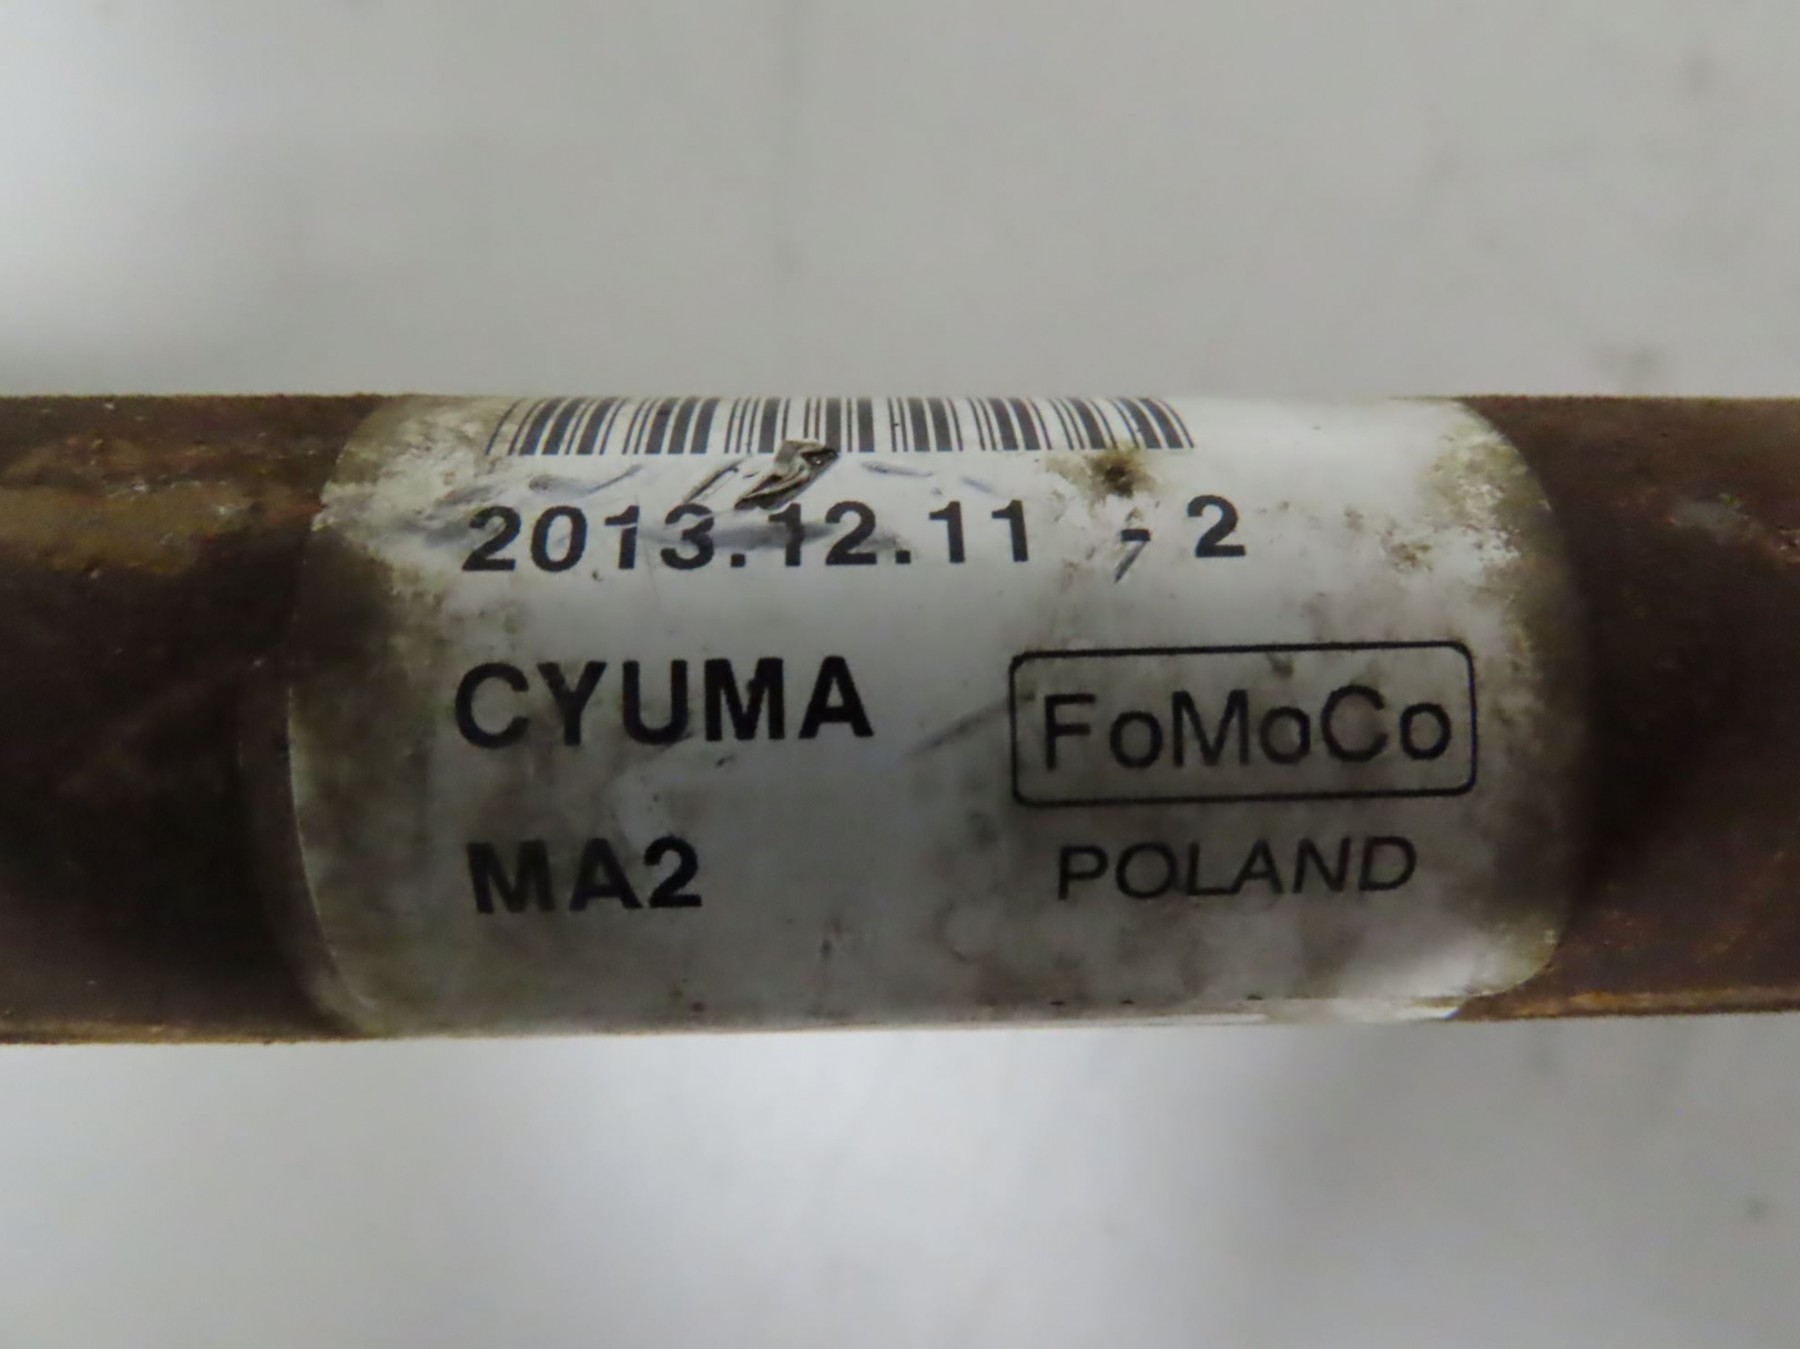 2013.12.11 - 2
CYUMA
FoMoCo
MA2
POLAND